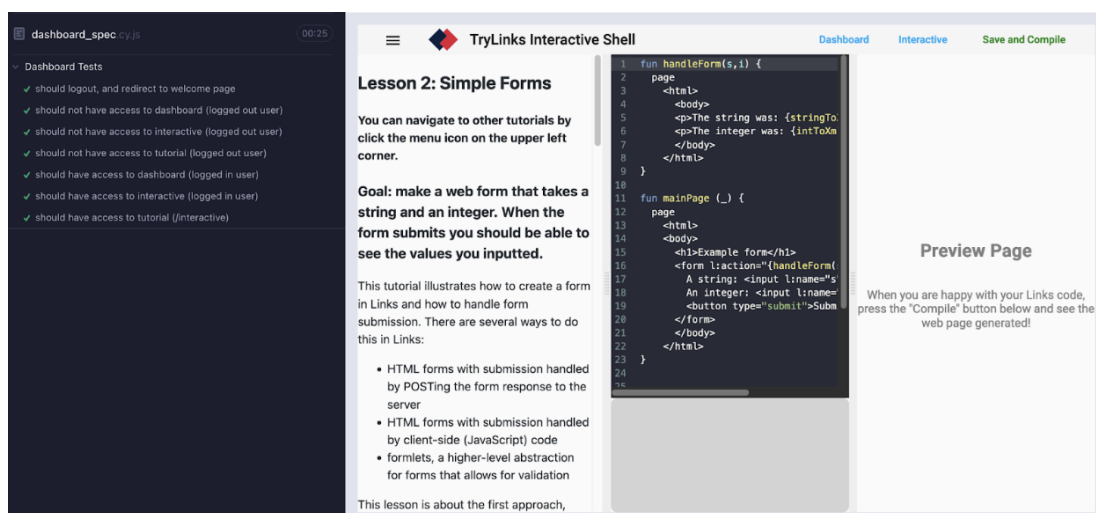 dashboard_spec.cy.js
00:25
Dashboard Tests
should logout, and redirect to welcome page
should not have access to dashboard (logged out user)
should not have access to interactive (logged out user)
should not have access to tutorial (logged out user)
should have access to dashboard (logged in user)
should have access to interactive (logged in user)
should have access to tutorial (/interactive)
TryLinks Interactive Shell
Dashboard
Interactive
Save and Compile
Lesson 2: Simple Forms
You can navigate to other tutorials by
click the menu icon on the upper left
corner.
Goal: make a web form that takes a
string and an integer. When the
form submits you should be able to
see the values you inputted.
This tutorial illustrates how to create a form
in Links and how to handle form
submission. There are several ways to do
this in Links:
• HTML forms with submission handled
by POSTing the form response to the
server
• HTML forms with submission handled
by client-side (JavaScript) code
• formlets, a higher-level abstraction
for forms that allows for validation
This lesson is about the first approach,
1 fun handleForm(s,i) {
2 page
3 <html>
4 <body>
5 <p>The string was: {stringTo
6 <p>The integer was: {intToXm
7 </body>
8 </html>
9 }
10
11 fun mainPage (_) {
12 page
13 <html>
14 <body>
15 <h1>Example form</h1>
16 <form l:action="{handleForm(
17 A string: <input l:name="s"
18 An integer: <input l:name="
19 <button type="submit">Subm
20 </form>
21 </body>
22 </html>
23 }
24
25
Preview Page
When you are happy with your Links code,
press the "Compile" button below and see the
web page generated!